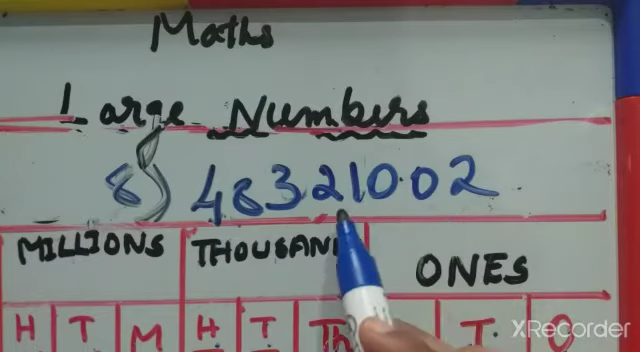 Maths
Large Numbers
8) 48321002
MILLIONS THOUSAN ONES
H T M H T Th T O
XRecorder